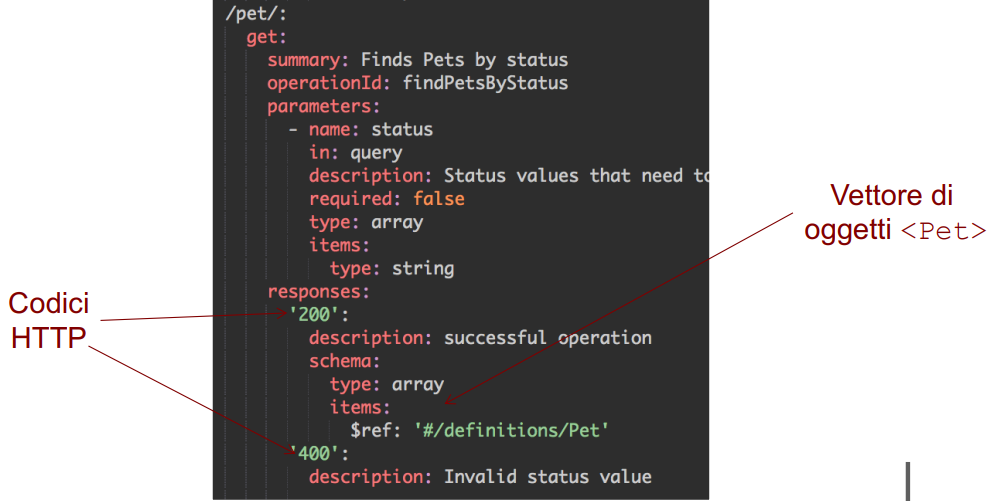 /pet/:
get:
summary: Finds Pets by status
operationId: findPetsByStatus
parameters:
- name: status
in: query
description: Status values that need to
required: false
type: array
items:
type: string
responses:
'200':
description: successful operation
schema:
type: array
items:
$ref: '#/definitions/Pet'
'400':
description: Invalid status value
Codici
HTTP
Vettore di
oggetti <Pet>